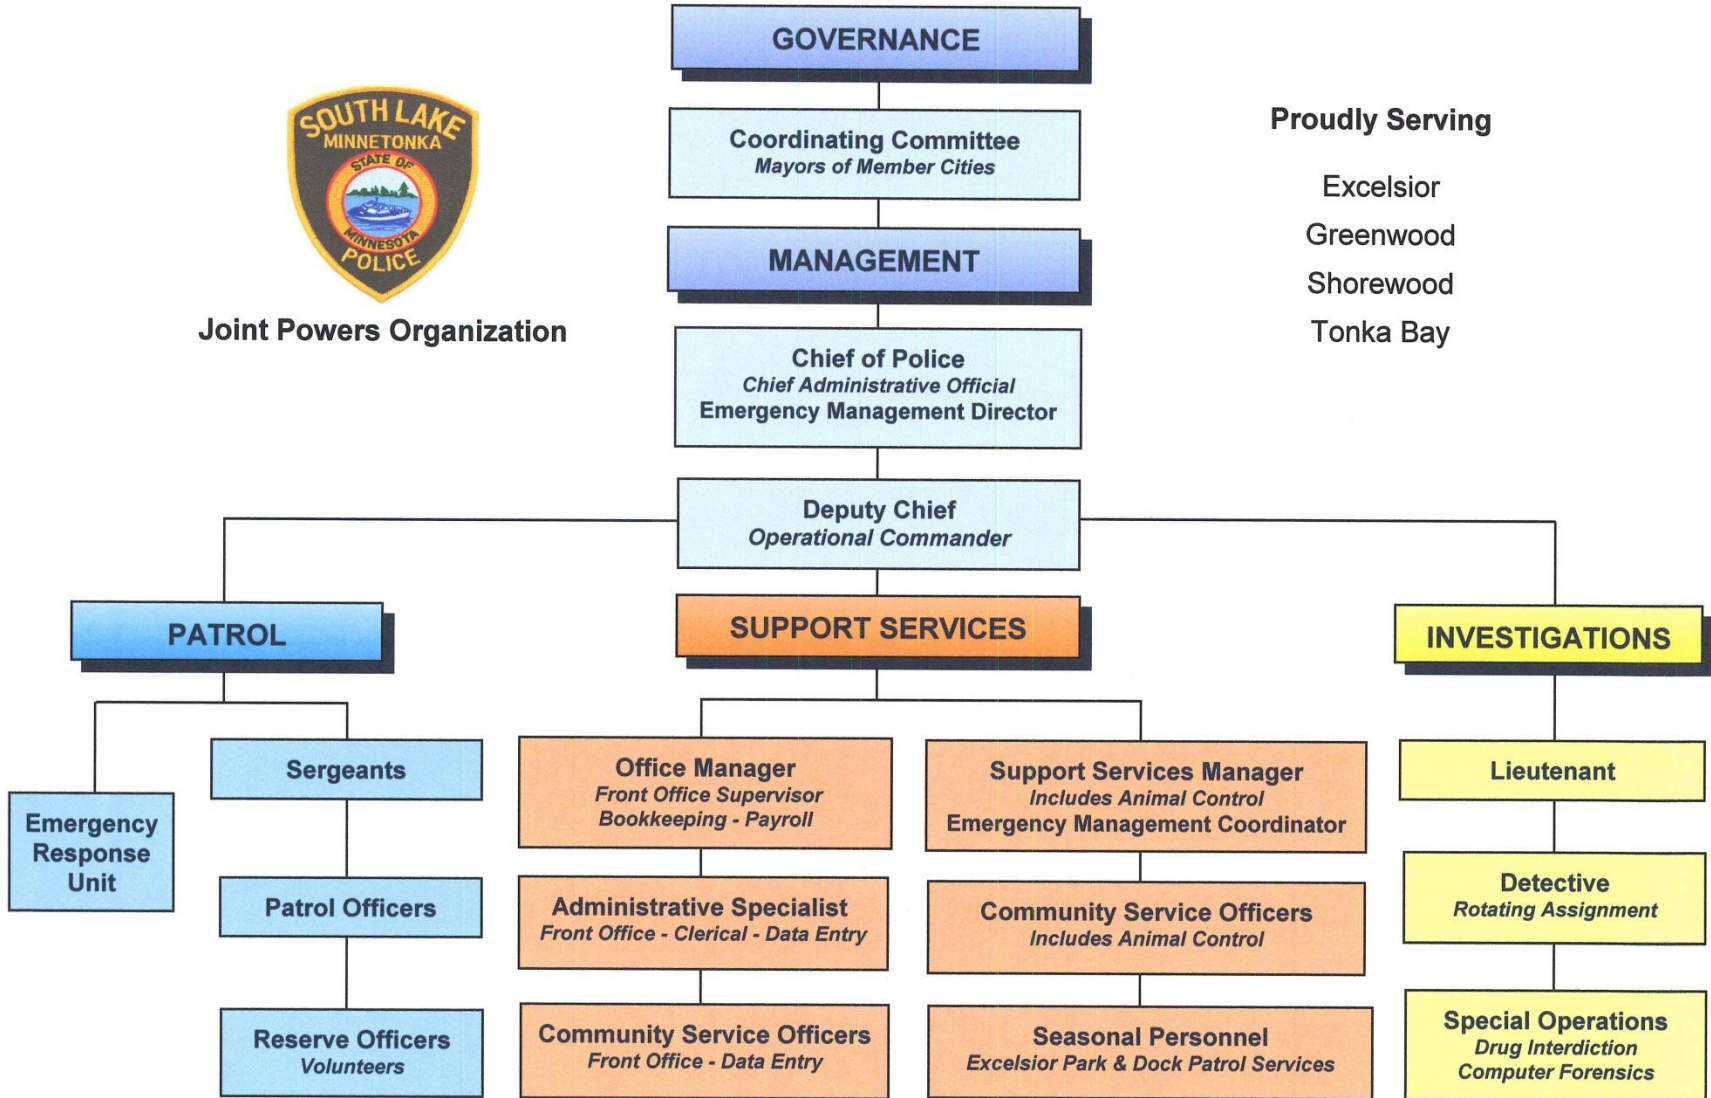 GOVERNANCE
Coordinating Committee
Mayors of Member Cities
SOUTH LAKE
MINNETONKA
STATE OF
MINNESOTA
POLICE
Joint Powers Organization
Proudly Serving
Excelsior
Greenwood
Shorewood
Tonka Bay
MANAGEMENT
Chief of Police
Chief Administrative Official
Emergency Management Director
Deputy Chief
Operational Commander
PATROL
Emergency
Response
Unit
Sergeants
Patrol Officers
Reserve Officers
Volunteers
SUPPORT SERVICES
Office Manager
Front Office Supervisor
Bookkeeping - Payroll
Administrative Specialist
Front Office - Clerical - Data Entry
Community Service Officers
Front Office - Data Entry
Support Services Manager
Includes Animal Control
Emergency Management Coordinator
Community Service Officers
Includes Animal Control
Seasonal Personnel
Excelsior Park & Dock Patrol Services
INVESTIGATIONS
Lieutenant
Detective
Rotating Assignment
Special Operations
Drug Interdiction
Computer Forensics